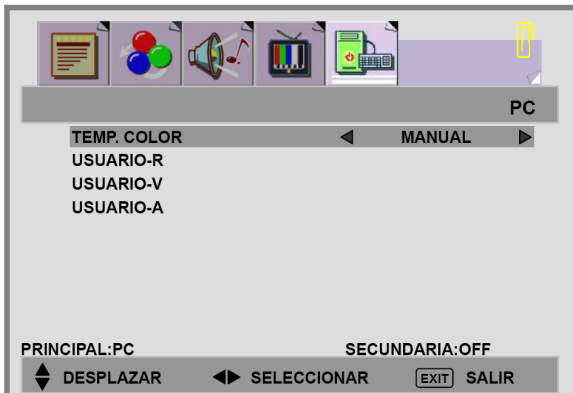 PC
TEMP. COLOR MANUAL
USUARIO-R
USUARIO-V
USUARIO-A
PRINCIPAL:PC SECUNDARIA:OFF
DESPLAZAR SELECCIONAR EXIT SALIR